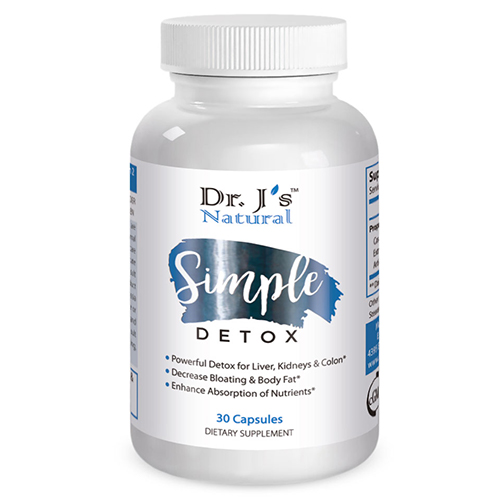 Dr. J's™
Natural
Simple
DETOX
• Powerful Detox for Liver, Kidneys & Colon*
• Decrease Bloating & Body Fat*
• Enhance Absorption of Nutrients*
30 Capsules
DIETARY SUPPLEMENT